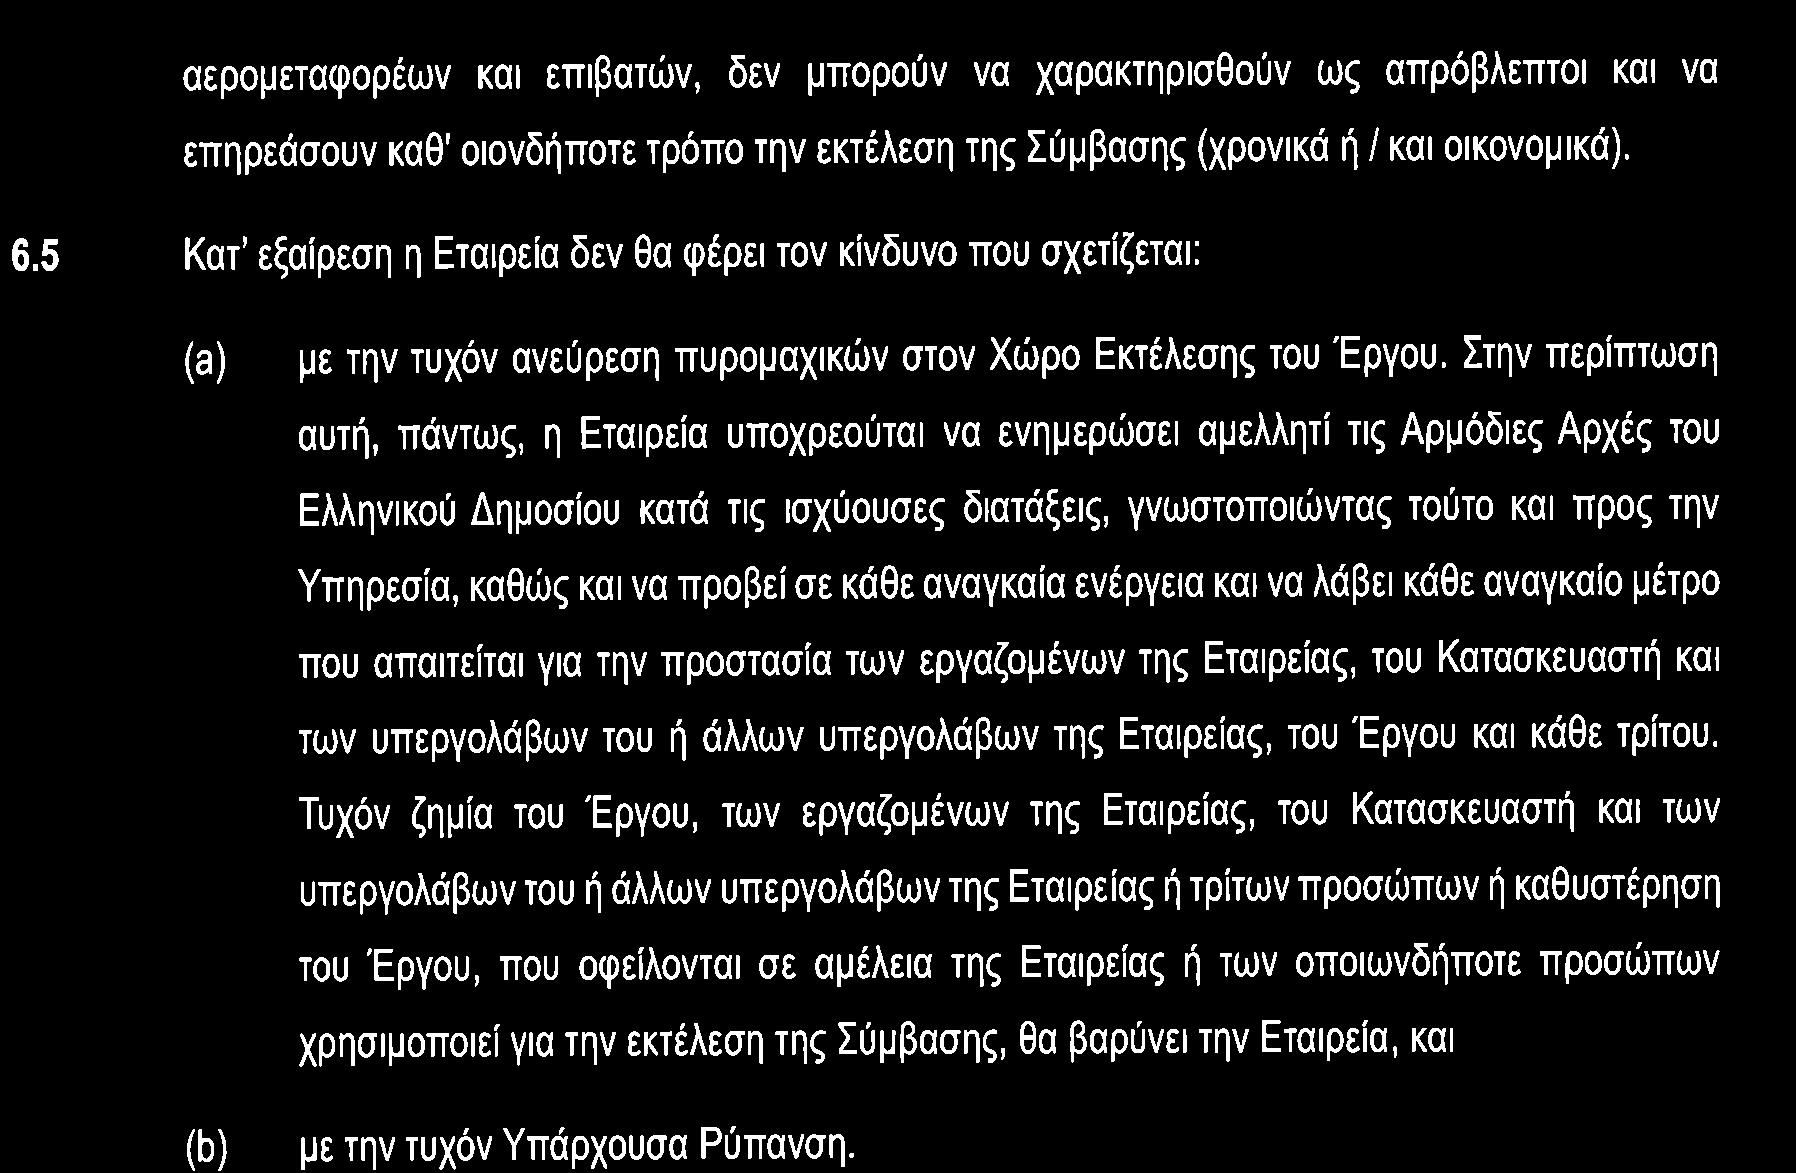 αερομεταφορέων και επιβατών, δεν μπορούν να χαρακτηρισθούν ως απρόβλεπτοι και να
επηρεάσουν καθ' οιονδήποτε τρόπο την εκτέλεση της Σύμβασης (χρονικά ή / και οικονομικά).
6.5 Κατ’ εξαίρεση η Εταιρεία δεν θα φέρει τον κίνδυνο που σχετίζεται:
(a) με την τυχόν ανεύρεση πυρομαχικών στον Χώρο Εκτέλεσης του Έργου. Στην περίπτωση
αυτή, πάντως, η Εταιρεία υποχρεούται να ενημερώσει αμελλητί τις Αρμόδιες Αρχές του
Ελληνικού Δημοσίου κατά τις ισχύουσες διατάξεις, γνωστοποιώντας τούτο και προς την
Υπηρεσία, καθώς και να προβεί σε κάθε αναγκαία ενέργεια και να λάβει κάθε αναγκαίο μέτρο
που απαιτείται για την προστασία των εργαζομένων της Εταιρείας, του Κατασκευαστή και
των υπεργολάβων του ή άλλων υπεργολάβων της Εταιρείας, του Έργου και κάθε τρίτου.
Τυχόν ζημία του Έργου, των εργαζομένων της Εταιρείας, του Κατασκευαστή και των
υπεργολάβων του ή άλλων υπεργολάβων της Εταιρείας ή τρίτων προσώπων ή καθυστέρηση
του Έργου, που οφείλονται σε αμέλεια της Εταιρείας ή των οποιωνδήποτε προσώπων
χρησιμοποιεί για την εκτέλεση της Σύμβασης, θα βαρύνει την Εταιρεία, και
(b) με την τυχόν Υπάρχουσα Ρύπανση.